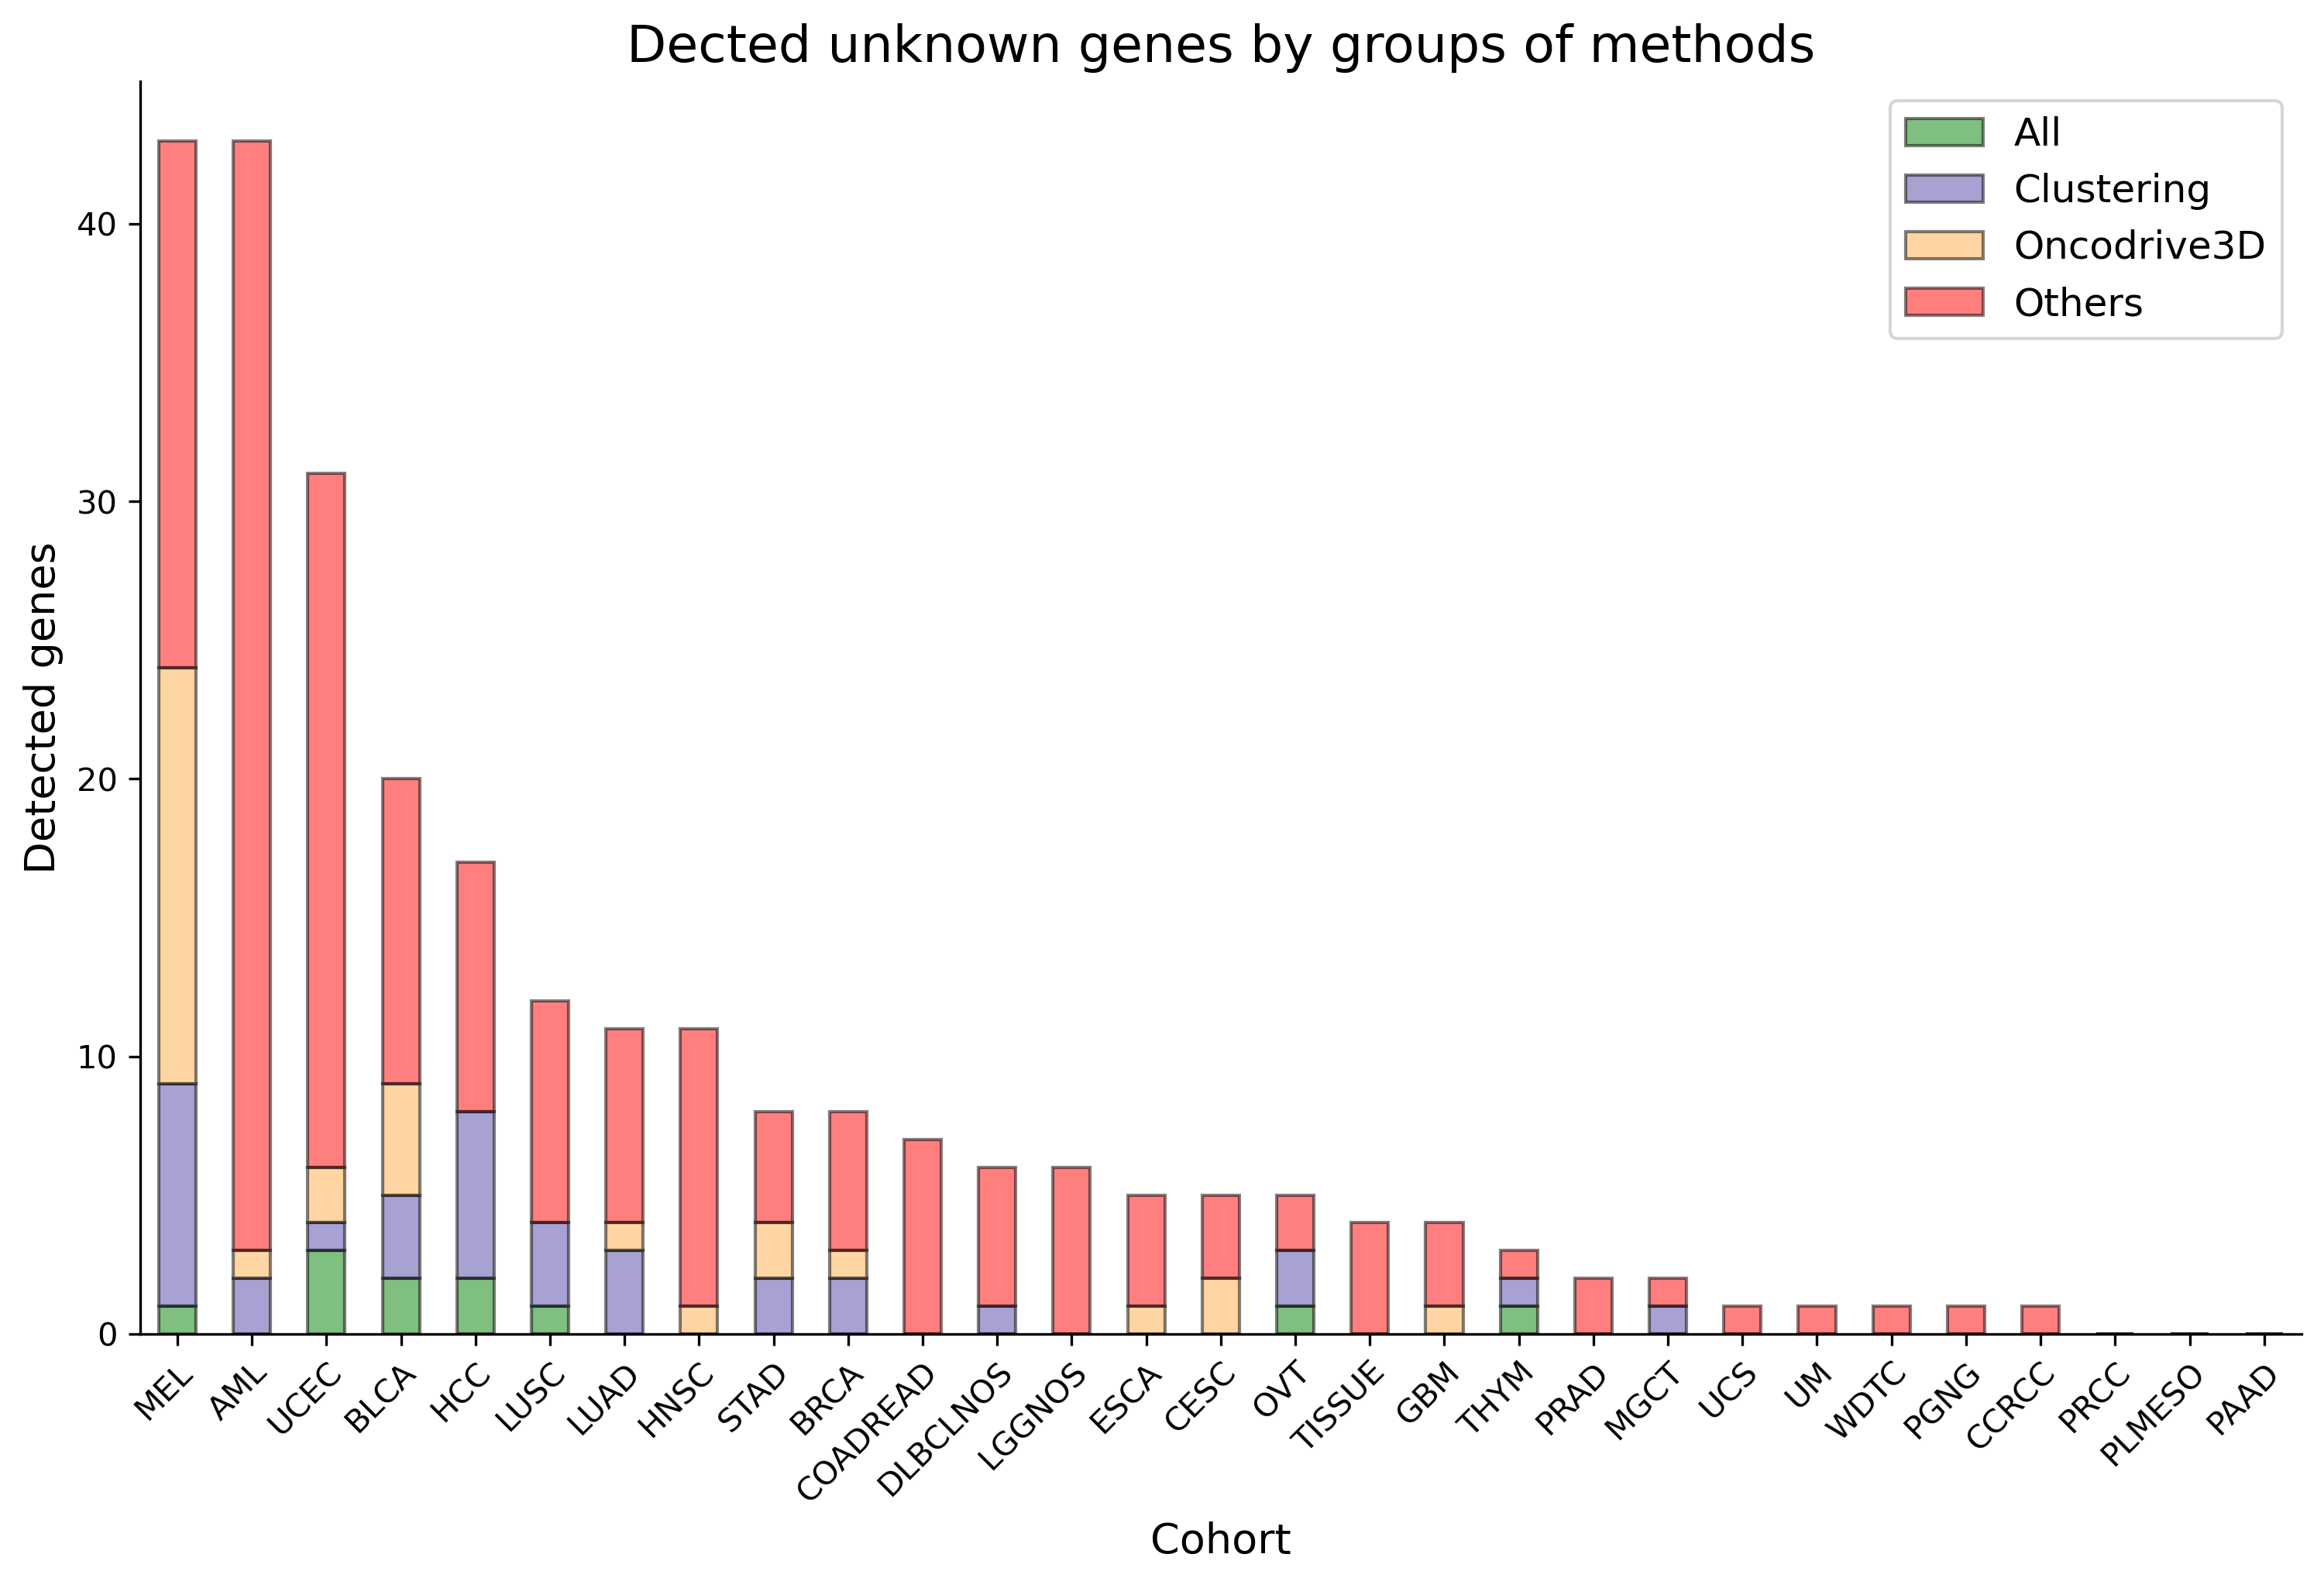 Dected unknown genes by groups of methods
All
Clustering
Oncodrive3D
Others
Detected genes
40
30
20
10
0
MEL
AML
UCEC
BLCA
HCC
LUSC
LUAD
HNSC
STAD
BRCA
COADREAD
DLBCLNOS
LGGNOS
ESCA
CESC
OVT
TISSUE
GBM
THYM
PRAD
MGCT
UCS
UM
WDTC
PGNG
CCRCC
PRCC
PLMESO
PAAD
Cohort